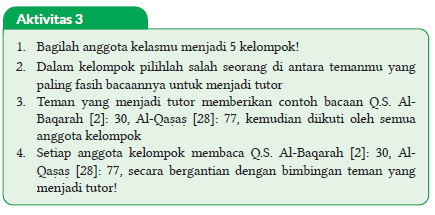 Aktivitas 3
1. Bagilah anggota kelasmu menjadi 5 kelompok!
2. Dalam kelompok pilihlah salah seorang di antara temanmu yang
paling fasih bacaannya untuk menjadi tutor
3. Teman yang menjadi tutor memberikan contoh bacaan Q.S. Al-
Baqarah [2]: 30, Al-Qaṣaṣ [28]: 77, kemudian diikuti oleh semua
anggota kelompok
4. Setiap anggota kelompok membaca Q.S. Al-Baqarah [2]: 30, Al-
Qaṣaṣ [28]: 77, secara bergantian dengan bimbingan teman yang
menjadi tutor!